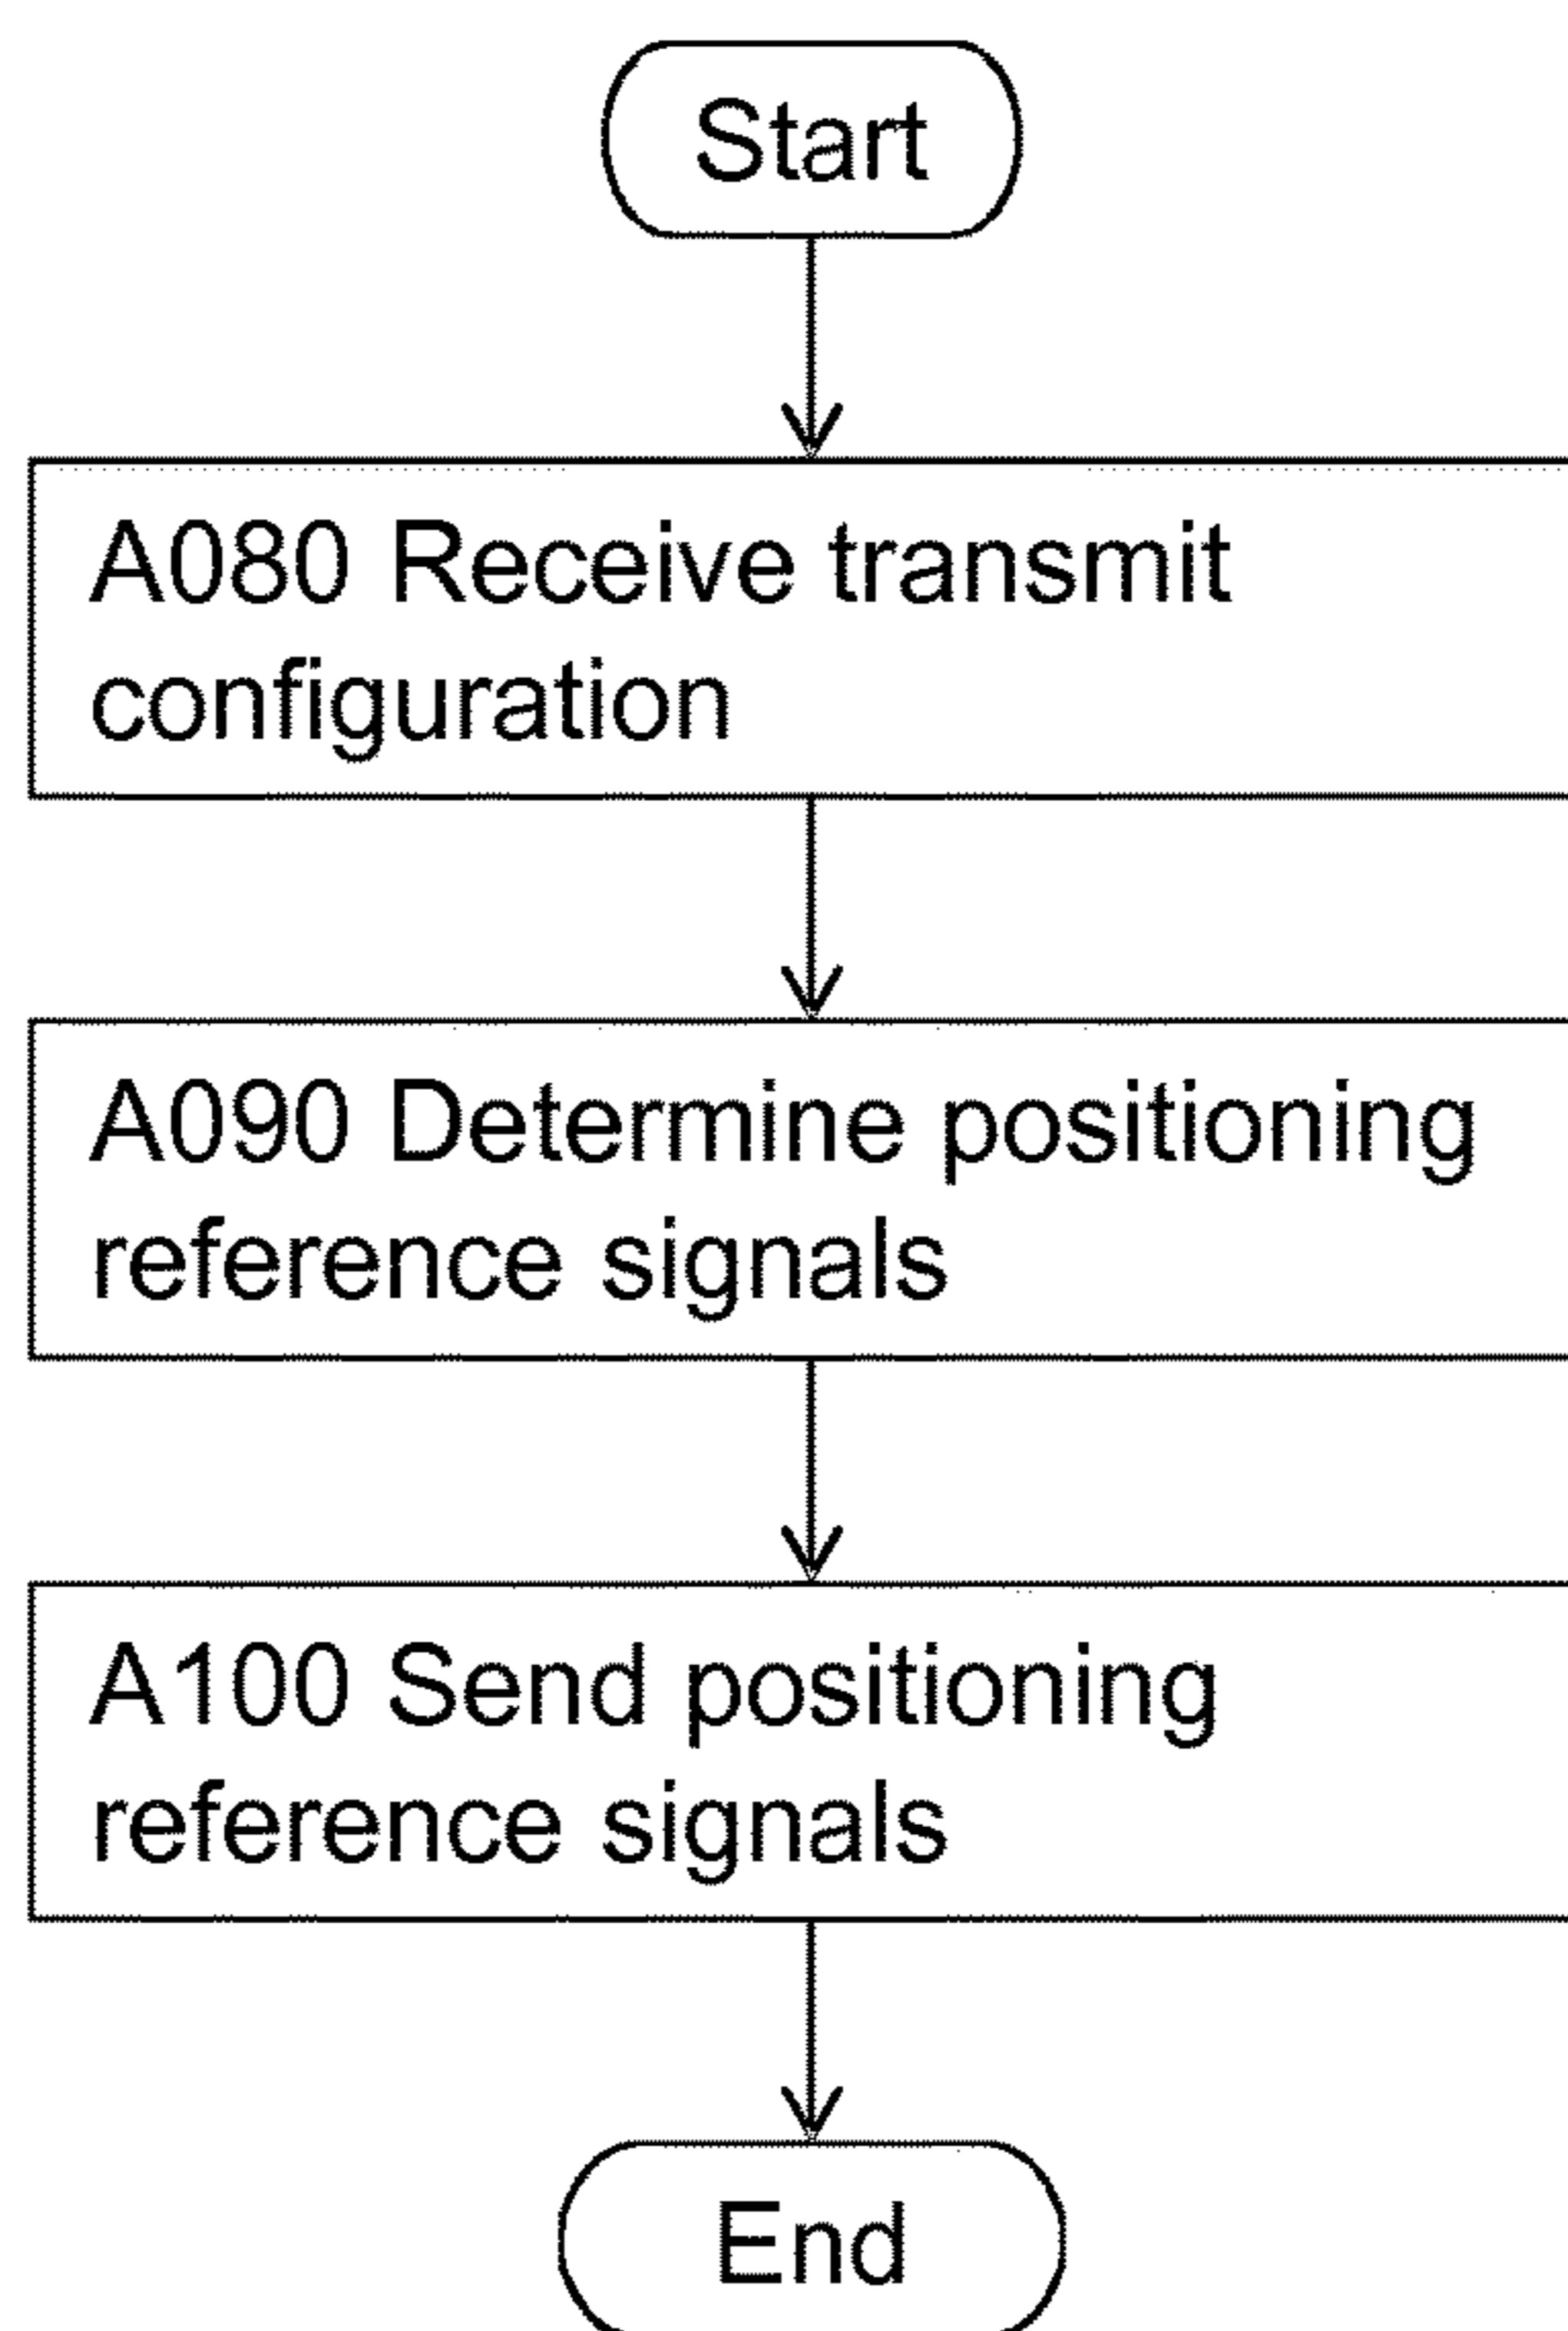 Start
A080 Receive transmit
configuration
A090 Determine positioning
reference signals
A100 Send positioning
reference signals
End